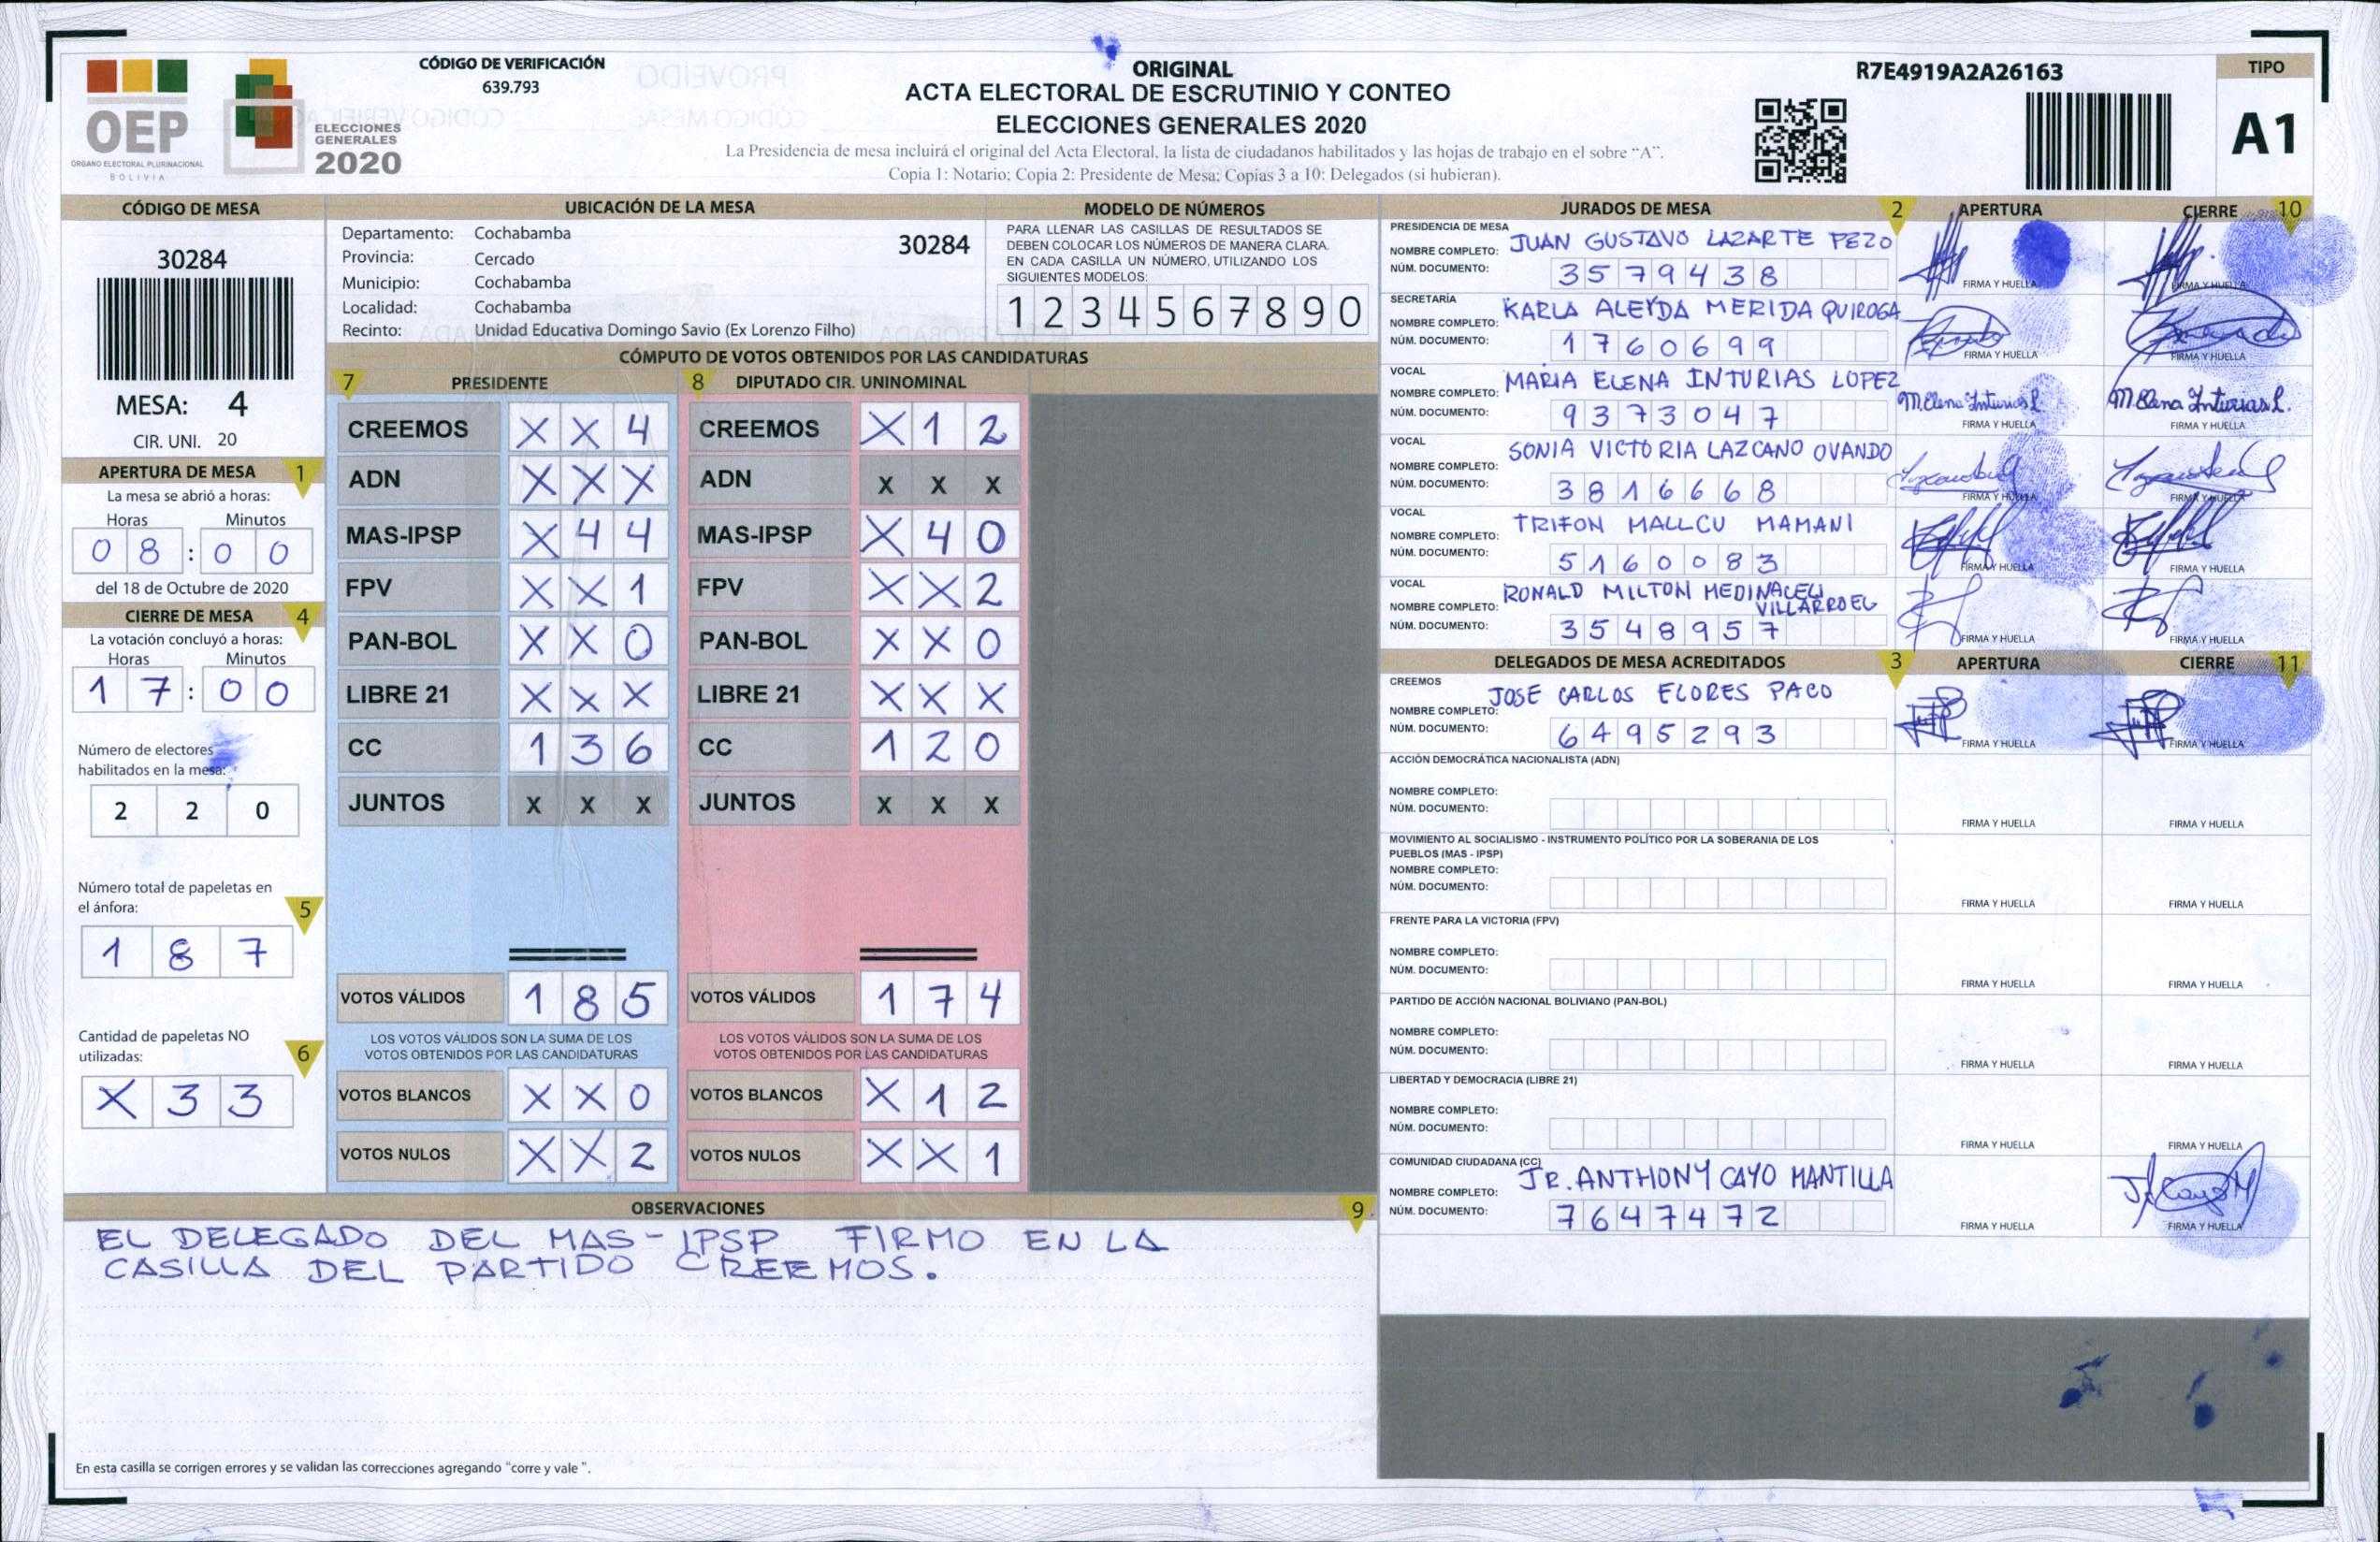 OEP
ÓRGANO ELECTORAL PLURINACIONAL
BOLIVIA
ELECCIONES
GENERALES
2020
CÓDIGO DE VERIFICACIÓN
639.793
ORIGINAL
ACTA ELECTORAL DE ESCRUTINIO Y CONTEO
ELECCIONES GENERALES 2020
La Presidencia de mesa incluirá el original del Acta Electoral, la lista de ciudadanos habilitados y las hojas de trabajo en el sobre "A".
Copia 1: Notario; Copia 2: Presidente de Mesa; Copias 3 a 10: Delegados (si hubieran).
R7E4919A2A26163
TIPO
A1
CÓDIGO DE MESA
30284
MESA: 4
CIR. UNI. 20
APERTURA DE MESA 1
La mesa se abrió a horas:
Horas Minutos
0 8 : 0 0
del 18 de Octubre de 2020
CIERRE DE MESA 4
La votación concluyó a horas:
Horas Minutos
1 7 : 0 0
Número de electores
habilitados en la mesa:
2 2 0
Número total de papeletas en
el ánfora: 5
1 8 7
Cantidad de papeletas NO
utilizadas: 6
X 3 3
UBICACIÓN DE LA MESA
Departamento: Cochabamba
Provincia: Cercado
Municipio: Cochabamba
Localidad: Cochabamba
Recinto: Unidad Educativa Domingo Savio (Ex Lorenzo Filho)
30284
MODELO DE NÚMEROS
PARA LLENAR LAS CASILLAS DE RESULTADOS SE
DEBEN COLOCAR LOS NÚMEROS DE MANERA CLARA.
EN CADA CASILLA UN NÚMERO, UTILIZANDO LOS
SIGUIENTES MODELOS:
1 2 3 4 5 6 7 8 9 0
CÓMPUTO DE VOTOS OBTENIDOS POR LAS CANDIDATURAS
7 PRESIDENTE
CREEMOS X X 4
ADN X X X
MAS-IPSP X 4 4
FPV X X 1
PAN-BOL X X 0
LIBRE 21 X X X
CC 1 3 6
JUNTOS X X X
VOTOS VÁLIDOS 1 8 5
LOS VOTOS VÁLIDOS SON LA SUMA DE LOS
VOTOS OBTENIDOS POR LAS CANDIDATURAS
VOTOS BLANCOS X X 0
VOTOS NULOS X X 2
8 DIPUTADO CIR. UNINOMINAL
CREEMOS X 1 2
ADN X X X
MAS-IPSP X 4 0
FPV X X 2
PAN-BOL X X 0
LIBRE 21 X X X
CC 1 2 0
JUNTOS X X X
VOTOS VÁLIDOS 1 7 4
LOS VOTOS VÁLIDOS SON LA SUMA DE LOS
VOTOS OBTENIDOS POR LAS CANDIDATURAS
VOTOS BLANCOS X 1 2
VOTOS NULOS X X 1
OBSERVACIONES 9
EL DELEGADO DEL MAS-IPSP FIRMO EN LA
CASILLA DEL PARTIDO CREEMOS.
En esta casilla se corrigen errores y se validan las correcciones agregando "corre y vale ".
JURADOS DE MESA 2 APERTURA CIERRE 10
PRESIDENCIA DE MESA
NOMBRE COMPLETO: JUAN GUSTAVO LAZARTE PEZO
NÚM. DOCUMENTO: 3579438
FIRMA Y HUELLA FIRMA Y HUELLA
SECRETARÍA
NOMBRE COMPLETO: KARLA ALEYDA MERIDA QUIROGA
NÚM. DOCUMENTO: 1760699
FIRMA Y HUELLA FIRMA Y HUELLA
VOCAL
NOMBRE COMPLETO: MARIA ELENA INTURIAS LOPEZ
NÚM. DOCUMENTO: 9373047
M.Elena Inturias L. M.Elena Inturias L.
FIRMA Y HUELLA FIRMA Y HUELLA
VOCAL
NOMBRE COMPLETO: SONIA VICTORIA LAZCANO OVANDO
NÚM. DOCUMENTO: 3816668
FIRMA Y HUELLA FIRMA Y HUELLA
VOCAL
NOMBRE COMPLETO: TRIFON MALLCU MAMANI
NÚM. DOCUMENTO: 5160083
FIRMA Y HUELLA FIRMA Y HUELLA
VOCAL
NOMBRE COMPLETO: RONALD MILTON MEDINACELI
VILLARROEL
NÚM. DOCUMENTO: 3548957
FIRMA Y HUELLA FIRMA Y HUELLA
DELEGADOS DE MESA ACREDITADOS 3 APERTURA CIERRE 11
CREEMOS
NOMBRE COMPLETO: JOSE CARLOS FLORES PACO
NÚM. DOCUMENTO: 6495293
FIRMA Y HUELLA FIRMA Y HUELLA
ACCIÓN DEMOCRÁTICA NACIONALISTA (ADN)
NOMBRE COMPLETO:
NÚM. DOCUMENTO:
FIRMA Y HUELLA FIRMA Y HUELLA
MOVIMIENTO AL SOCIALISMO - INSTRUMENTO POLÍTICO POR LA SOBERANIA DE LOS
PUEBLOS (MAS - IPSP)
NOMBRE COMPLETO:
NÚM. DOCUMENTO:
FIRMA Y HUELLA FIRMA Y HUELLA
FRENTE PARA LA VICTORIA (FPV)
NOMBRE COMPLETO:
NÚM. DOCUMENTO:
FIRMA Y HUELLA FIRMA Y HUELLA
PARTIDO DE ACCIÓN NACIONAL BOLIVIANO (PAN-BOL)
NOMBRE COMPLETO:
NÚM. DOCUMENTO:
FIRMA Y HUELLA FIRMA Y HUELLA
LIBERTAD Y DEMOCRACIA (LIBRE 21)
NOMBRE COMPLETO:
NÚM. DOCUMENTO:
FIRMA Y HUELLA FIRMA Y HUELLA
COMUNIDAD CIUDADANA (CC)
NOMBRE COMPLETO: JR. ANTHONY CAYO MANTILLA
NÚM. DOCUMENTO: 7647472
FIRMA Y HUELLA FIRMA Y HUELLA